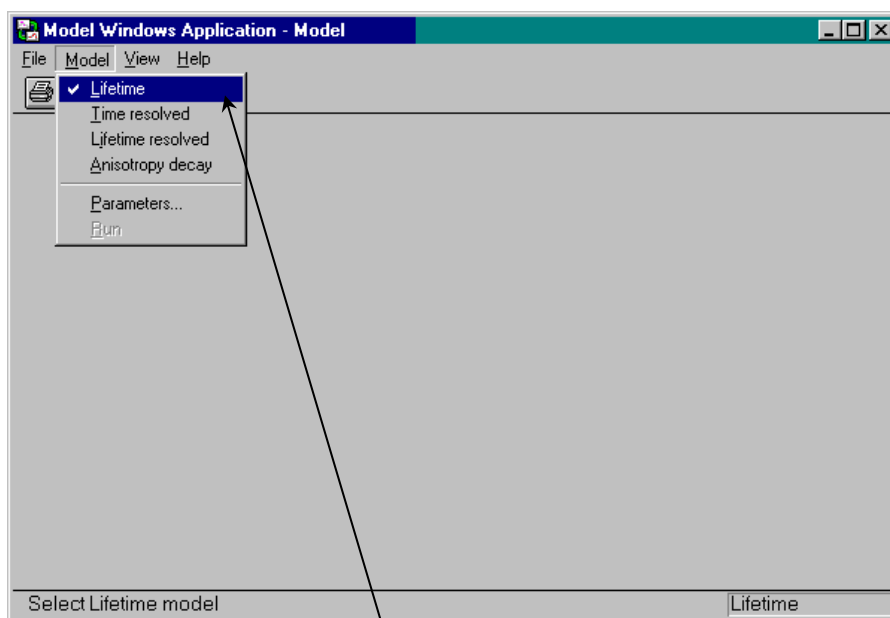 Model Windows Application - Model
File Model View Help
Lifetime
Time resolved
Lifetime resolved
Anisotropy decay
Parameters...
Run
Select Lifetime model
Lifetime